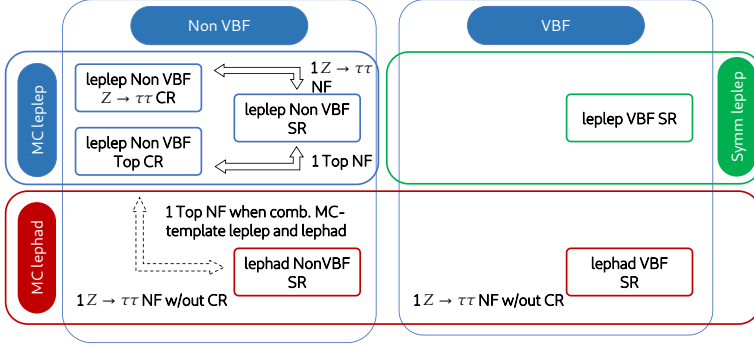 Non VBF
VBF
MC leplep
leplep Non VBF
Z → ττ CR
1 Z → ττ
NF
leplep Non VBF
SR
leplep Non VBF
Top CR
1 Top NF
leplep VBF SR
Symm leplep
MC lephad
1 Top NF when comb. MC-
template leplep and lephad
lephad NonVBF
SR
1 Z → ττ NF w/out CR
lephad VBF
SR
1 Z → ττ NF w/out CR